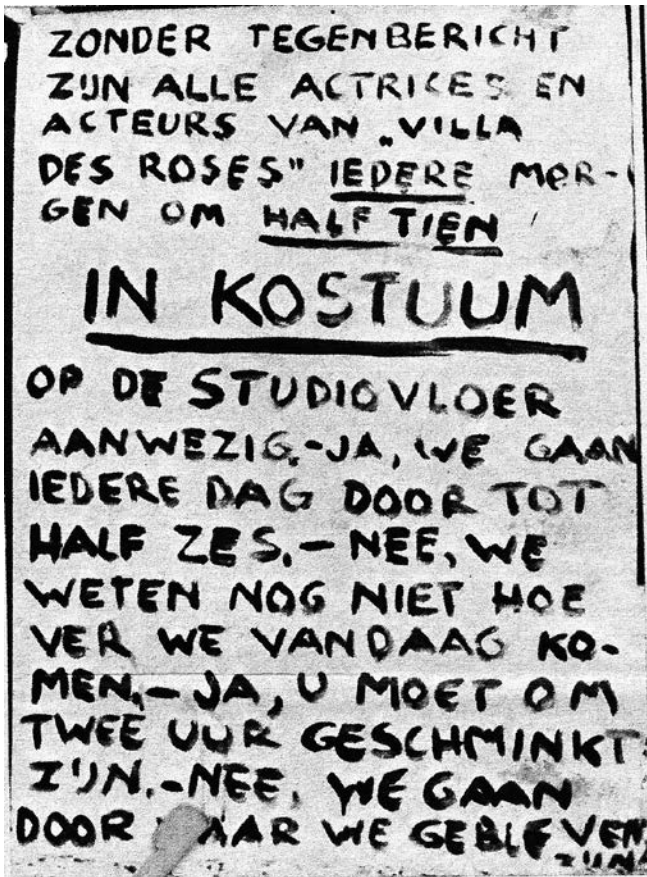 ZONDER TEGENBERICHT
ZIJN ALLE ACTRICES EN
ACTEURS VAN „VILLA
DES ROSES" IEDERE MOR-
GEN OM HALF TIEN
IN KOSTUUM
OP DE STUDIOVLOER
AANWEZIG.-JA, WE GAAN
IEDERE DAG DOOR TOT
HALF ZES.- NEE, WE
WETEN NOG NIET HOE
VER WE VANDAAG KO-
MEN.- JA, U MOET OM
TWEE UUR GESCHMINKT
ZIJN.-NEE, WE GAAN
DOOR WAAR WE GEBLEVEN
ZIJN